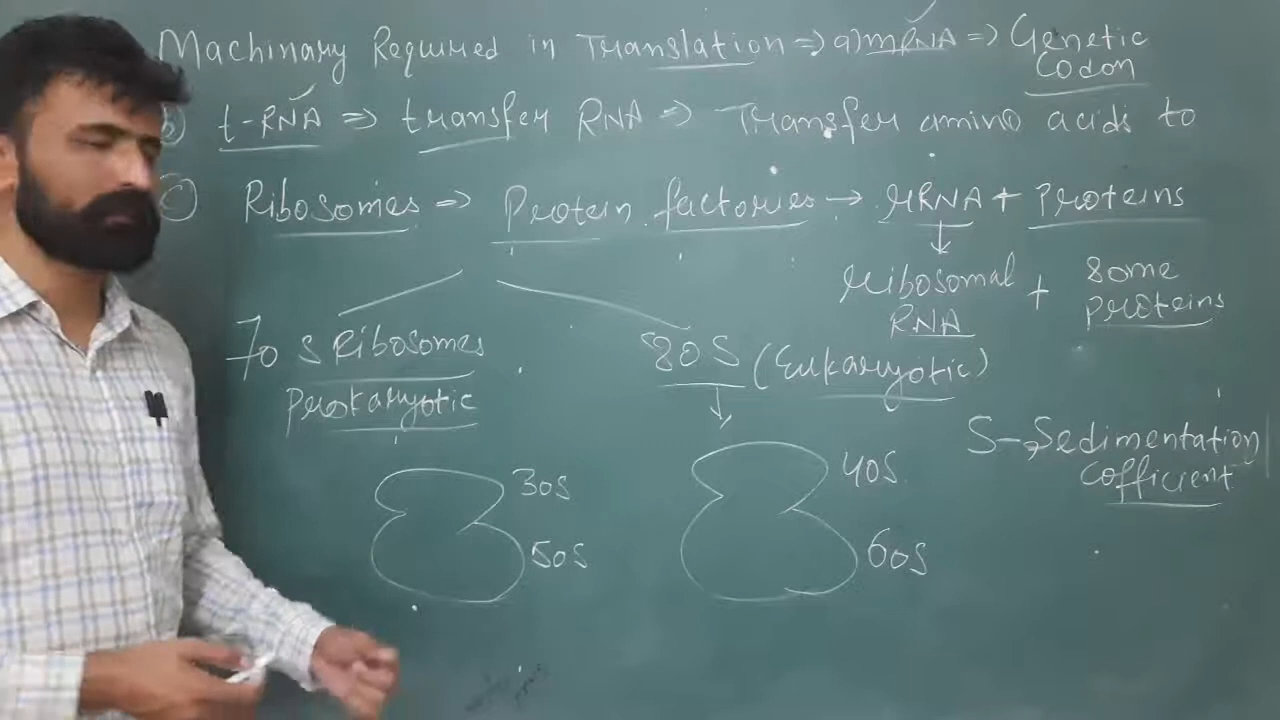 Machinary Required in Translation ⇒ a) mRNA ⇒ Genetic
Codon
b) t-RNA ⇒ transfer RNA ⇒ Transfer amino acids to
c) Ribosomes ⇒ Protein factories → rRNA + Proteins
ribosomal RNA + some proteins
70 S Ribosomes
Prokaryotic
80S (Eukaryotic)
S → Sedimentation
cofficient
30S
50S
40S
60S